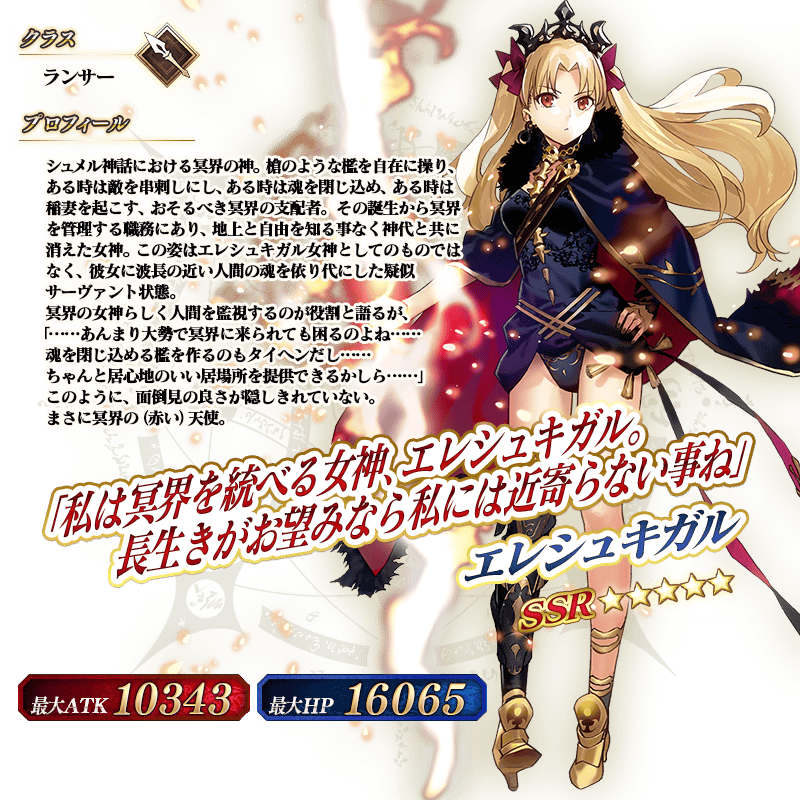 クラス
ランサー
プロフィール
シュメル神話における冥界の神。槍のような檻を自在に操り、
ある時は敵を串刺しにし、ある時は魂を閉じ込め、ある時は
稲妻を起こす、おそるべき冥界の支配者。その誕生から冥界
を管理する職務にあり、地上と自由を知る事なく神代と共に
消えた女神。この姿はエレシュキガル女神としてのものでは
なく、彼女に波長の近い人間の魂を依り代にした疑似
サーヴァント状態。
冥界の女神らしく人間を監視するのが役割と語るが、
「……あんまり大勢で冥界に来られても困るのよね……
魂を閉じ込める檻を作るのもタイヘンだし……
ちゃんと居心地のいい居場所を提供できるかしら……」
このように、面倒見の良さが隠しきれていない。
まさに冥界の（赤い）天使。
「私は冥界を統べる女神、エレシュキガル。
長生きがお望みなら私には近寄らない事ね」
エレシュキガル
SSR ★★★★★
最大ATK 10343
最大HP 16065